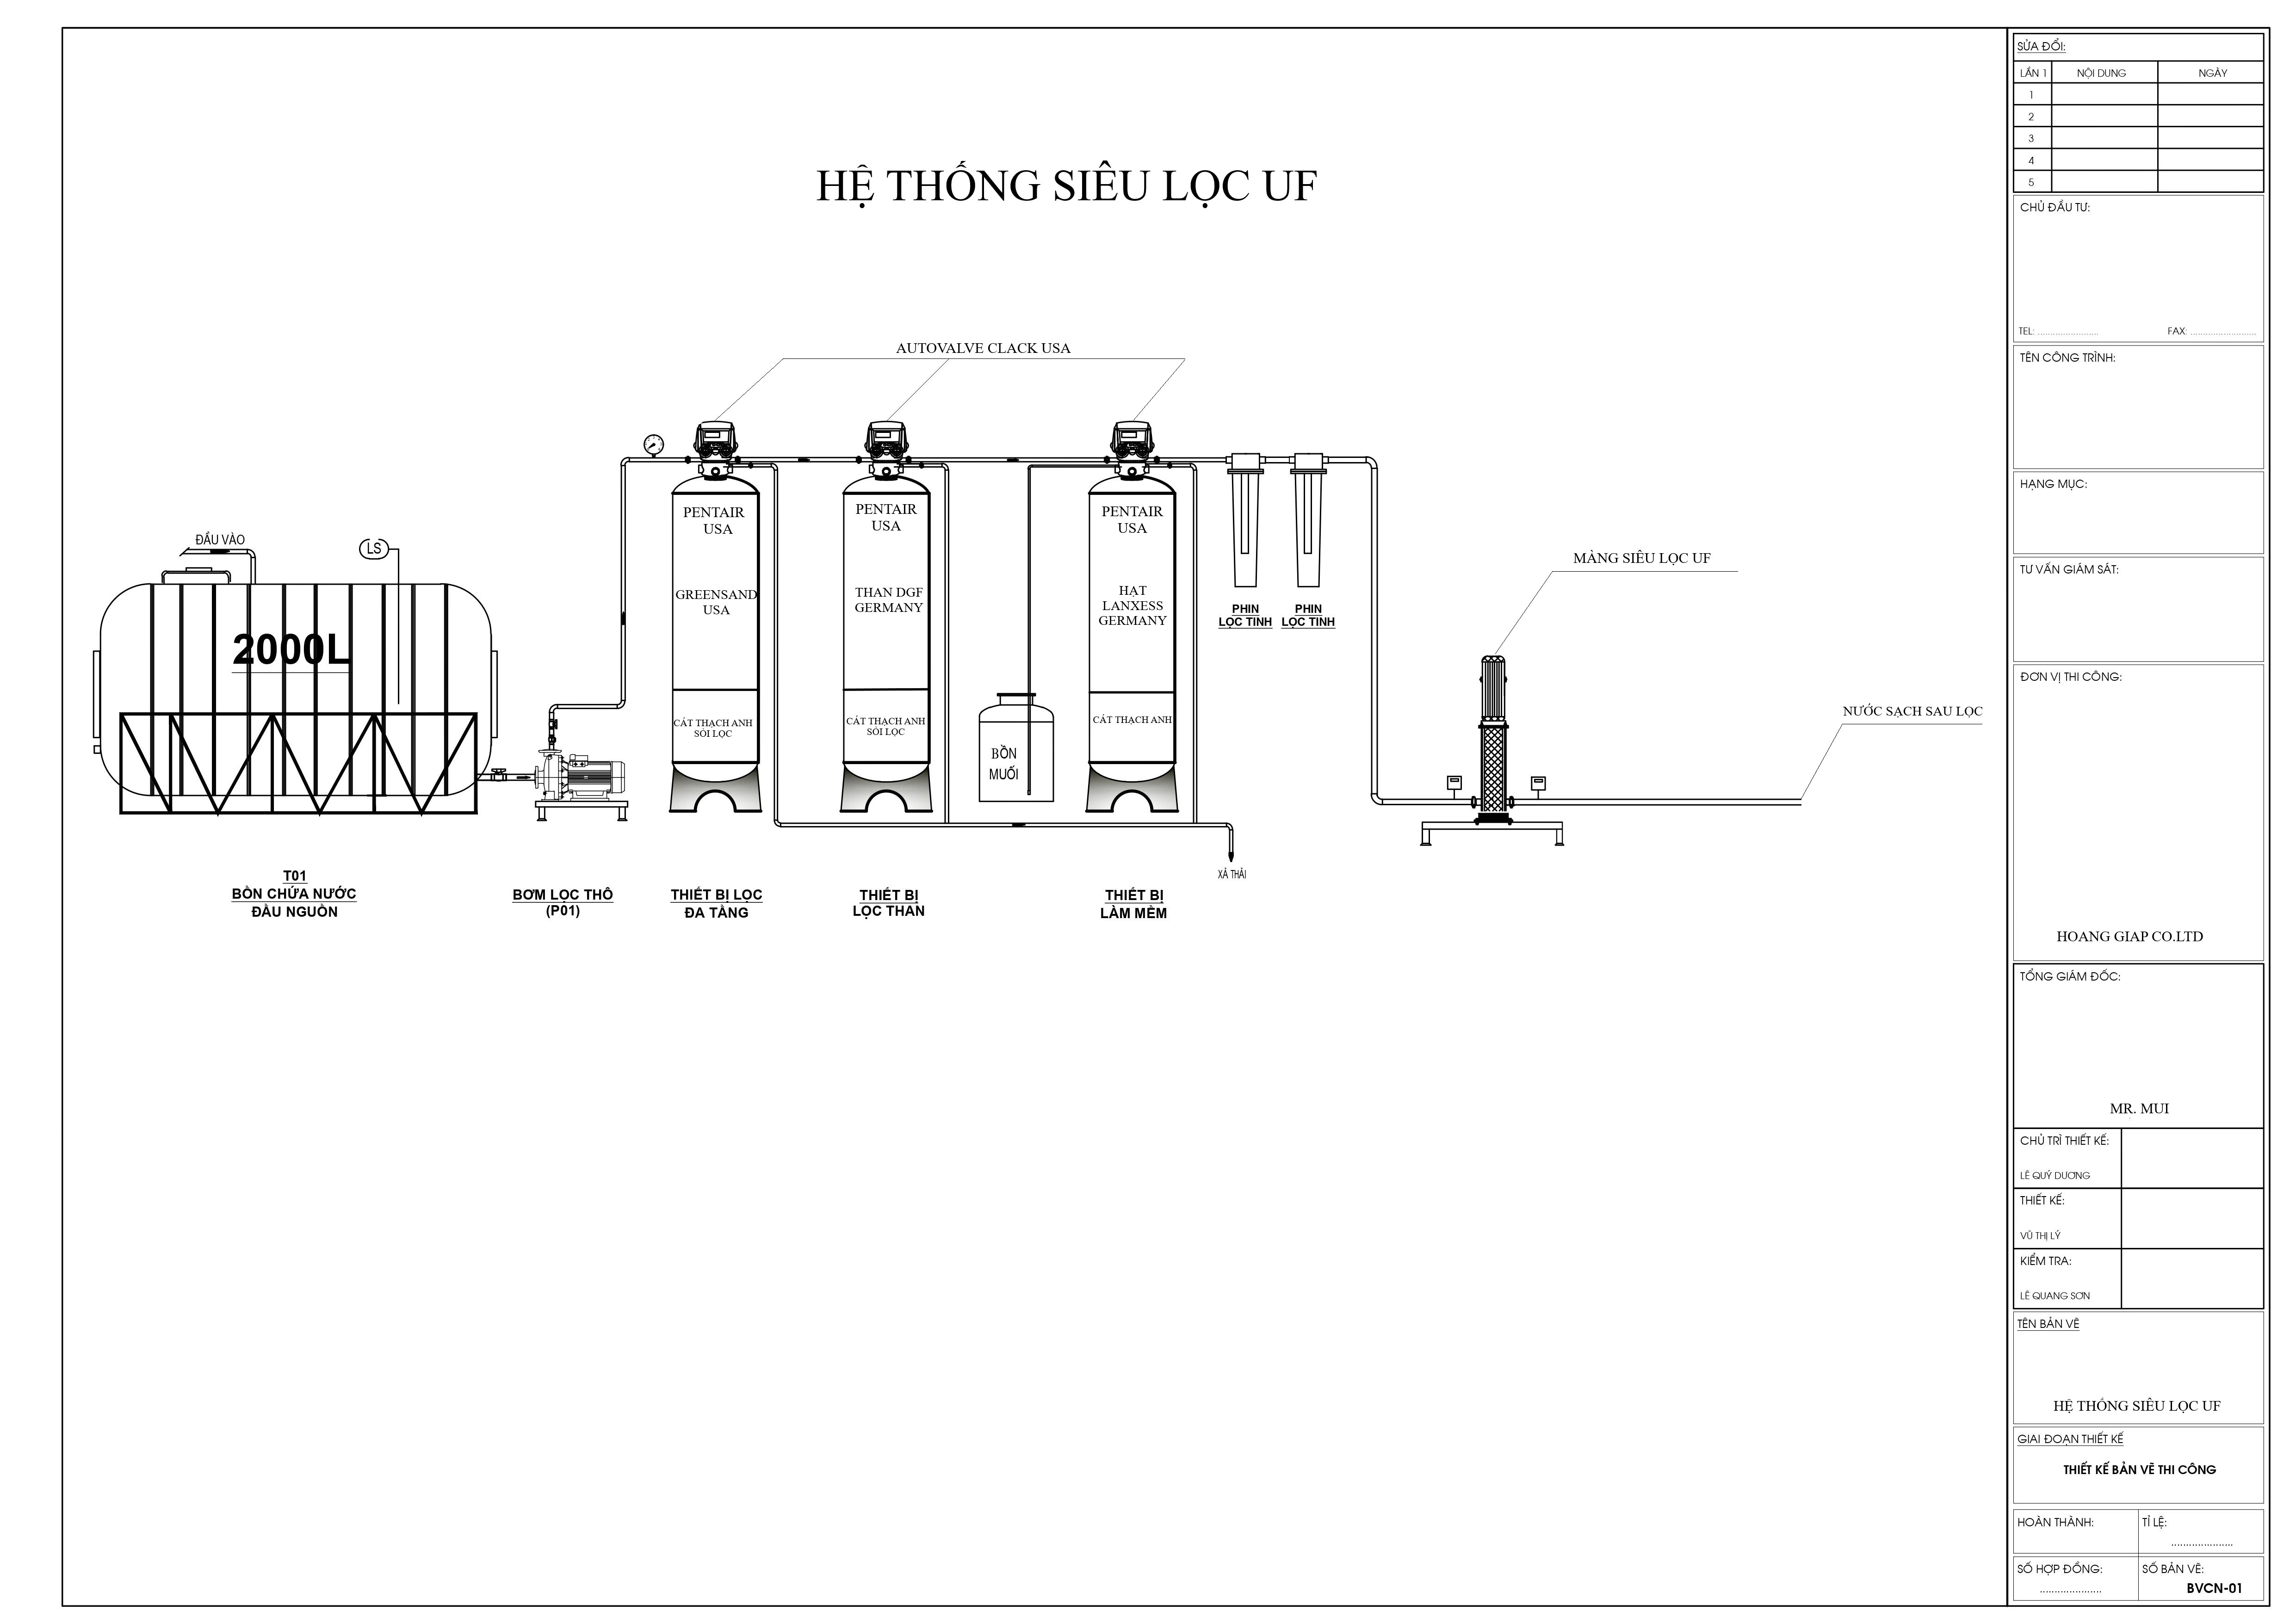 HỆ THỐNG SIÊU LỌC UF
AUTOVALVE CLACK USA
ĐẦU VÀO
LS
2000L
PENTAIR
USA
GREENSAND
USA
CÁT THẠCH ANH
SỎI LỌC
PENTAIR
USA
THAN DGF
GERMANY
CÁT THẠCH ANH
SỎI LỌC
BỒN
MUỐI
PENTAIR
USA
HẠT
LANXESS
GERMANY
CÁT THẠCH ANH
PHIN
LỌC TINH
PHIN
LỌC TINH
MÀNG SIÊU LỌC UF
NƯỚC SẠCH SAU LỌC
XẢ THẢI
T01
BỒN CHỨA NƯỚC
ĐẦU NGUỒN
BƠM LỌC THÔ
(P01)
THIẾT BỊ LỌC
ĐA TẦNG
THIẾT BỊ
LỌC THAN
THIẾT BỊ
LÀM MỀM
SỬA ĐỔI:
LẦN 1 NỘI DUNG NGÀY
1
2
3
4
5
CHỦ ĐẦU TƯ:
TEL: ........................ FAX: ..........................
TÊN CÔNG TRÌNH:
HẠNG MỤC:
TƯ VẤN GIÁM SÁT:
ĐƠN VỊ THI CÔNG:
HOANG GIAP CO.LTD
TỔNG GIÁM ĐỐC:
MR. MUI
CHỦ TRÌ THIẾT KẾ:
LÊ QUÝ DƯƠNG
THIẾT KẾ:
VŨ THỊ LÝ
KIỂM TRA:
LÊ QUANG SƠN
TÊN BẢN VẼ
HỆ THỐNG SIÊU LỌC UF
GIAI ĐOẠN THIẾT KẾ
THIẾT KẾ BẢN VẼ THI CÔNG
HOÀN THÀNH: TỈ LỆ:
.....................
SỐ HỢP ĐỒNG: SỐ BẢN VẼ:
..................... BVCN-01